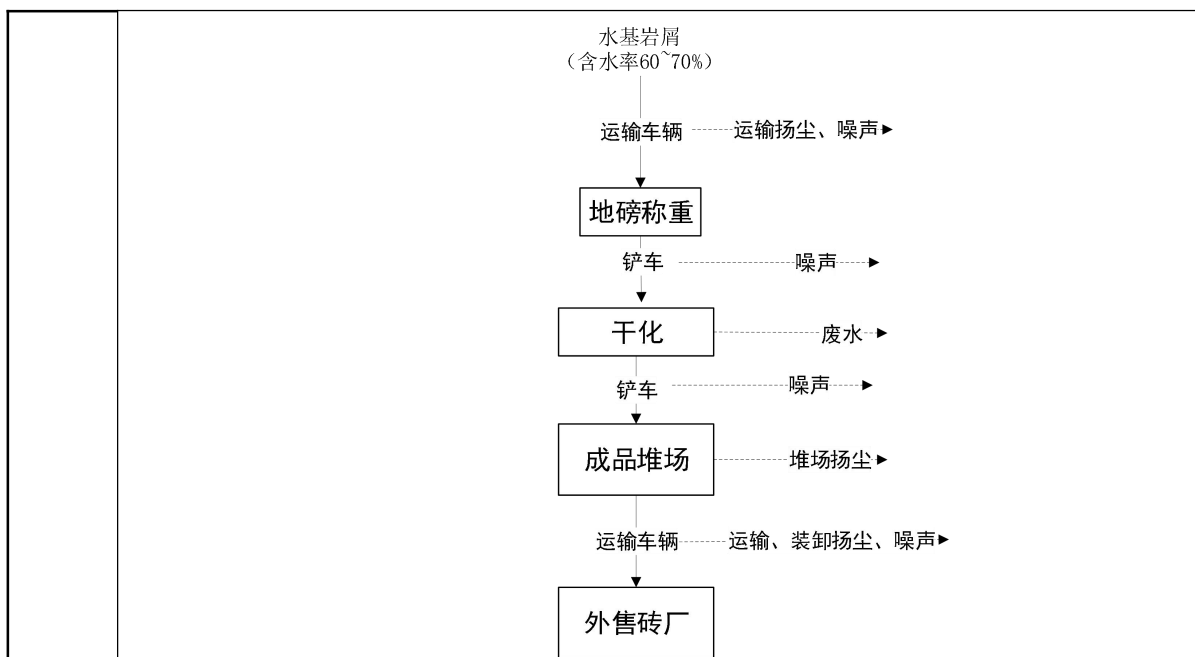 水基岩屑
（含水率60~70%）
运输车辆
运输扬尘、噪声
地磅称重
铲车
噪声
干化
废水
铲车
噪声
成品堆场
堆场扬尘
运输车辆
运输、装卸扬尘、噪声
外售砖厂